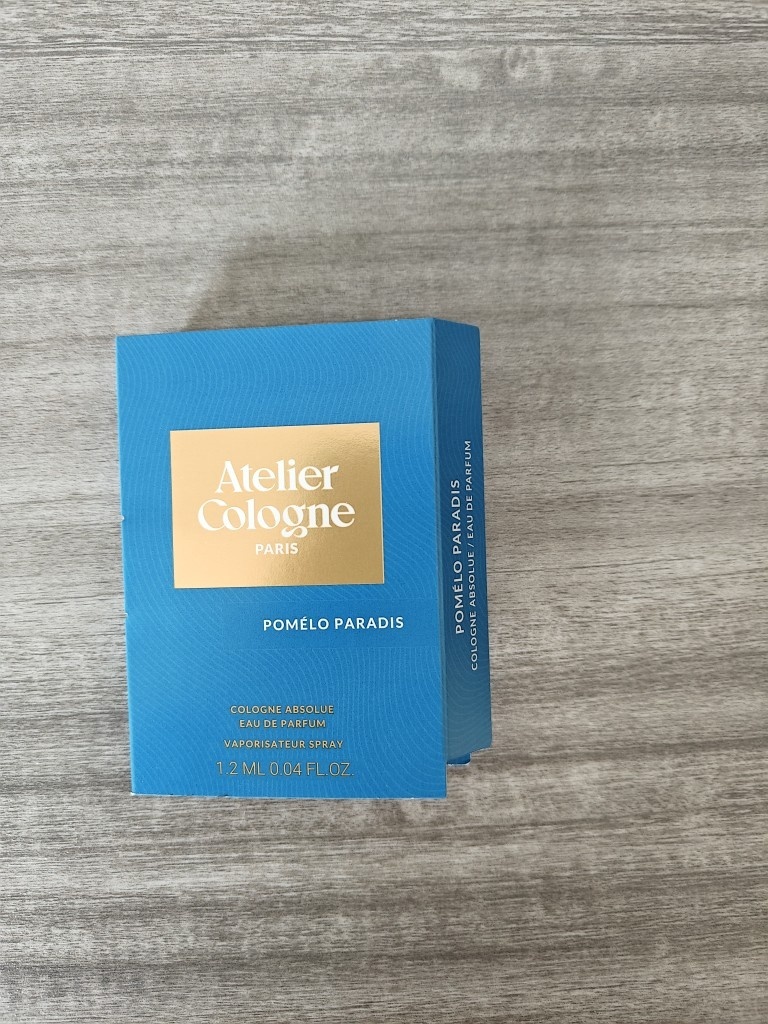 Atelier
Cologne
PARIS
POMÉLO PARADIS
COLOGNE ABSOLUE
EAU DE PARFUM
VAPORISATEUR SPRAY
1.2 ML 0.04 FL.OZ.
POMÉLO PARADIS
COLOGNE ABSOLUE / EAU DE PARFUM